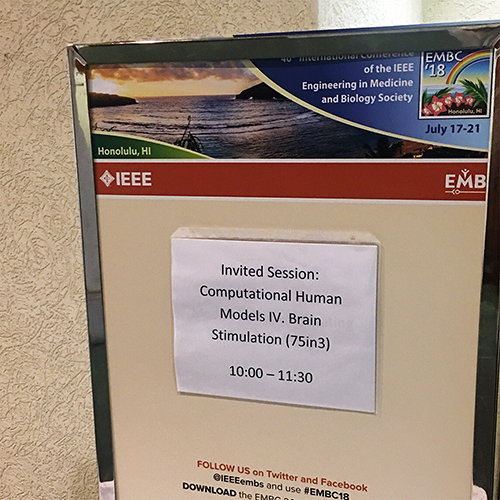 40th International Conference
of the IEEE
Engineering in Medicine
and Biology Society
EMBC
'18
Honolulu, HI
July 17-21
Honolulu, HI
IEEE
EMB
Invited Session:
Computational Human
Models IV. Brain
Stimulation (75in3)
10:00 – 11:30
FOLLOW US on Twitter and Facebook
@IEEEembs and use #EMBC18
DOWNLOAD the EMBC